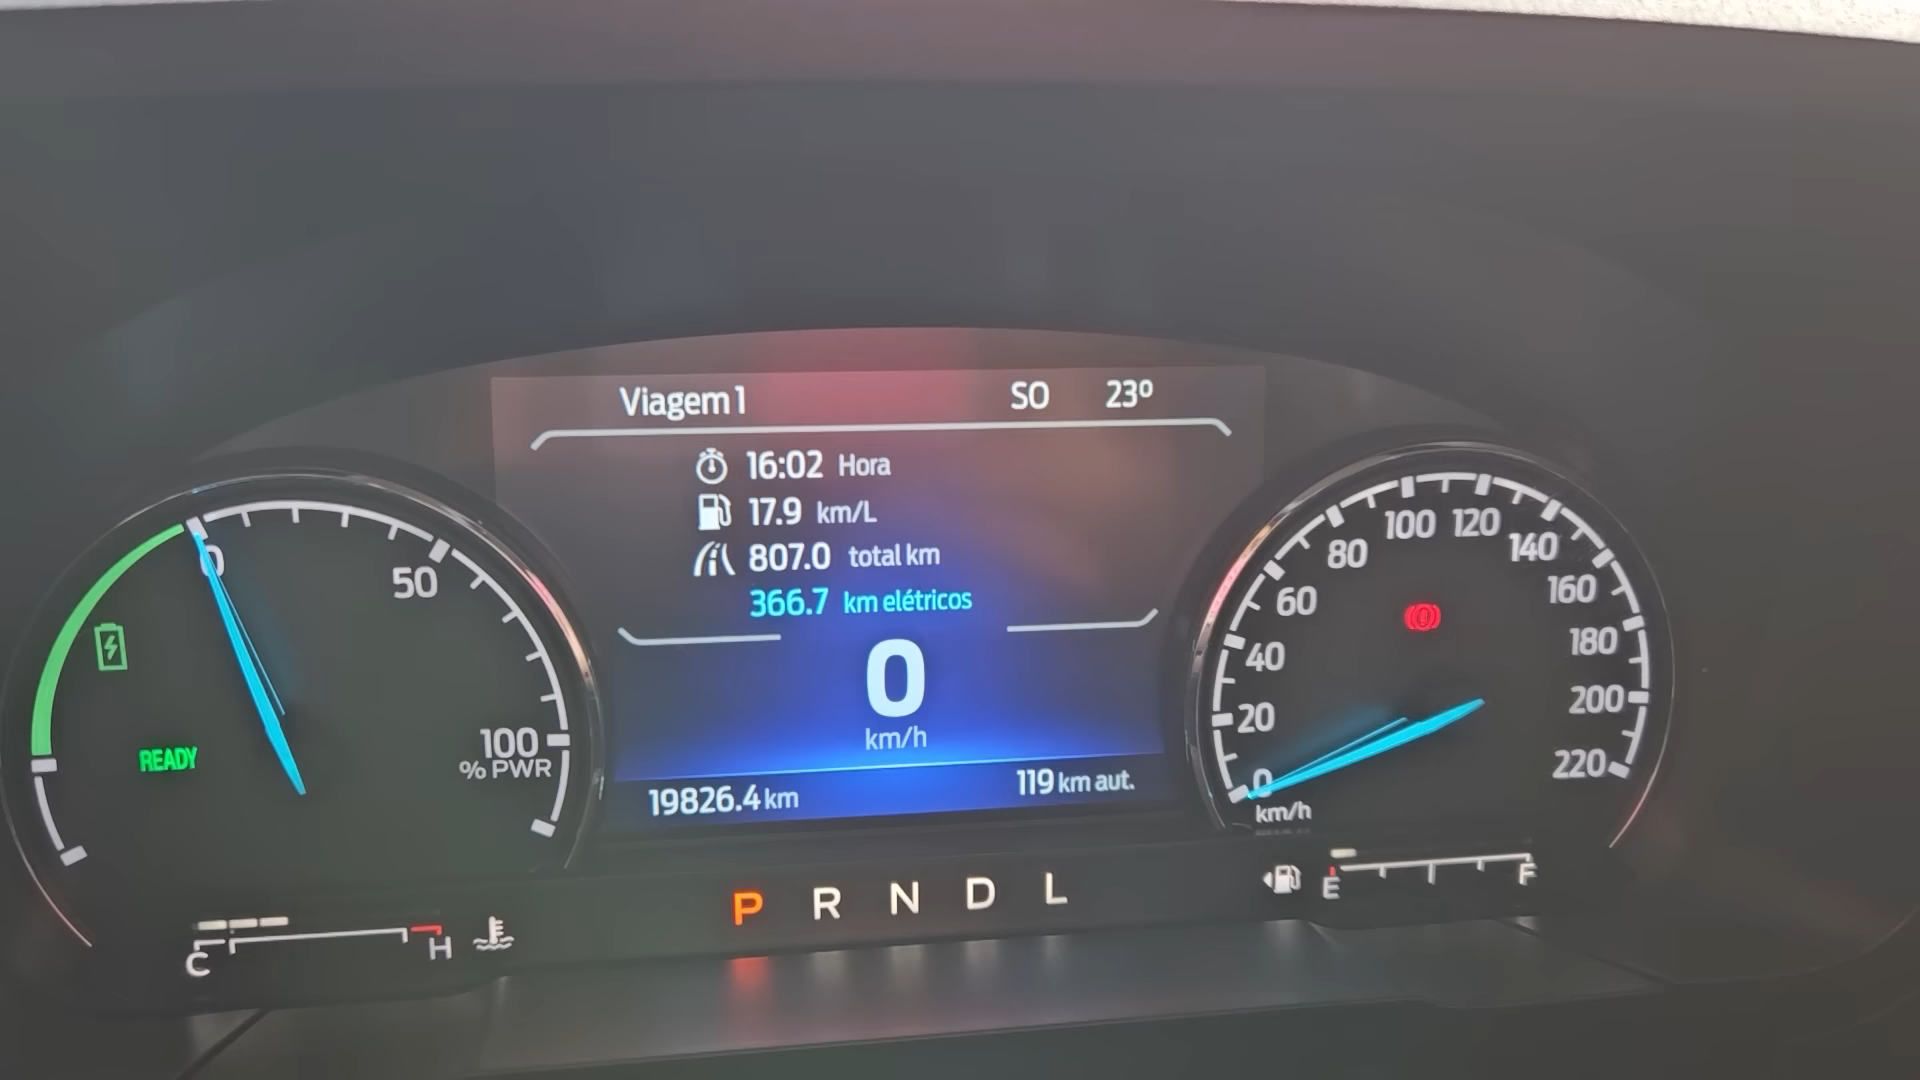 Viagem 1 SO 23º
16:02 Hora
17.9 km/L
807.0 total km
366.7 km elétricos
0
km/h
19826.4 km 119 km aut.
0
50
100
% PWR
READY
0
20
40
60
80
100
120
140
160
180
200
220
km/h
P R N D L
C H
E F